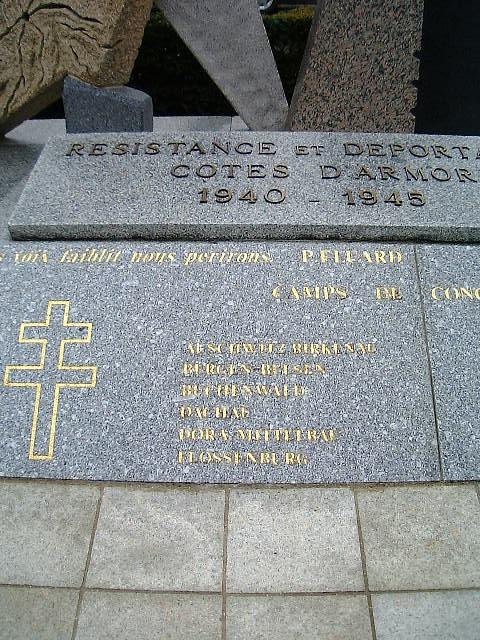 RESISTANCE ET DEPORTA
COTES D'ARMOR
1940 - 1945
voix faiblit nous perirons. P. ELUARD
CAMPS DE CONC
AUSCHWITZ-BIRKENAU
BERGEN-BELSEN
BUCHENWALD
DACHAU
DORA MITTELBAU
FLOSSENBURG